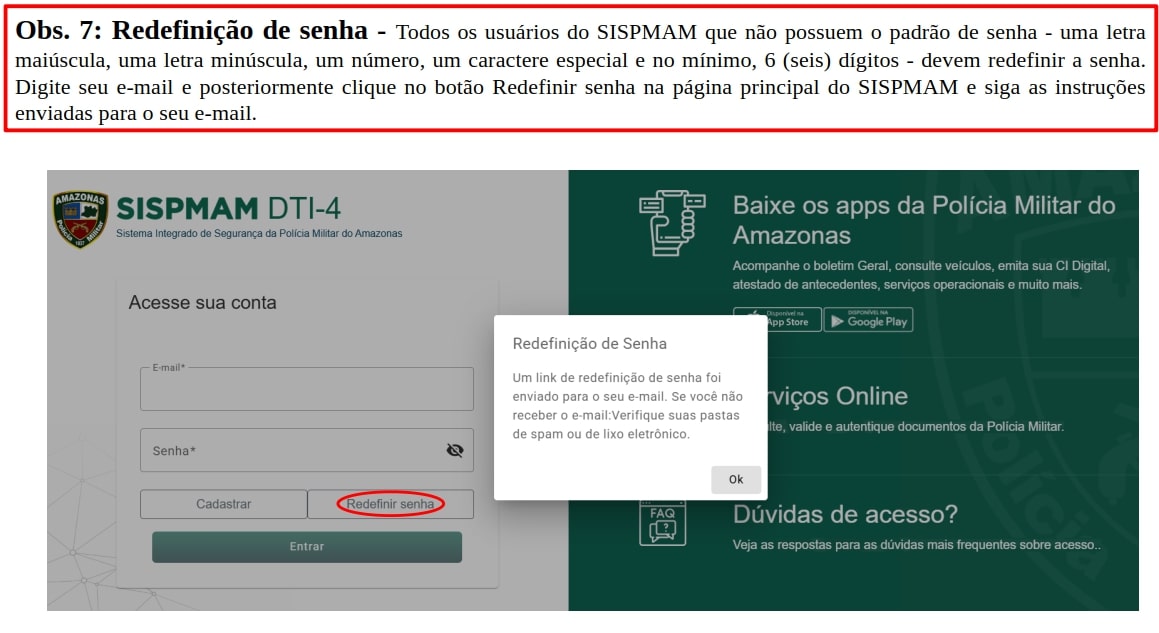 Obs. 7: Redefinição de senha - Todos os usuários do SISPMAM que não possuem o padrão de senha - uma letra
maiúscula, uma letra minúscula, um número, um caractere especial e no mínimo, 6 (seis) dígitos - devem redefinir a senha.
Digite seu e-mail e posteriormente clique no botão Redefinir senha na página principal do SISPMAM e siga as instruções
enviadas para o seu e-mail.
AMAZONAS
Polícia Militar
1837
SISPMAM DTI-4
Sistema Integrado de Segurança da Polícia Militar do Amazonas
Acesse sua conta
E-mail*
Senha*
Cadastrar
Redefinir senha
Entrar
Redefinição de Senha
Um link de redefinição de senha foi
enviado para o seu e-mail. Se você não
receber o e-mail:Verifique suas pastas
de spam ou de lixo eletrônico.
Ok
Baixe os apps da Polícia Militar do
Amazonas
Acompanhe o boletim Geral, consulte veículos, emita sua CI Digital,
atestado de antecedentes, serviços operacionais e muito mais.
Disponível na
App Store
DISPONÍVEL NA
Google Play
rviços Online
lte, valide e autentique documentos da Polícia Militar.
FAQ
Dúvidas de acesso?
Veja as respostas para as dúvidas mais frequentes sobre acesso..
Polícia